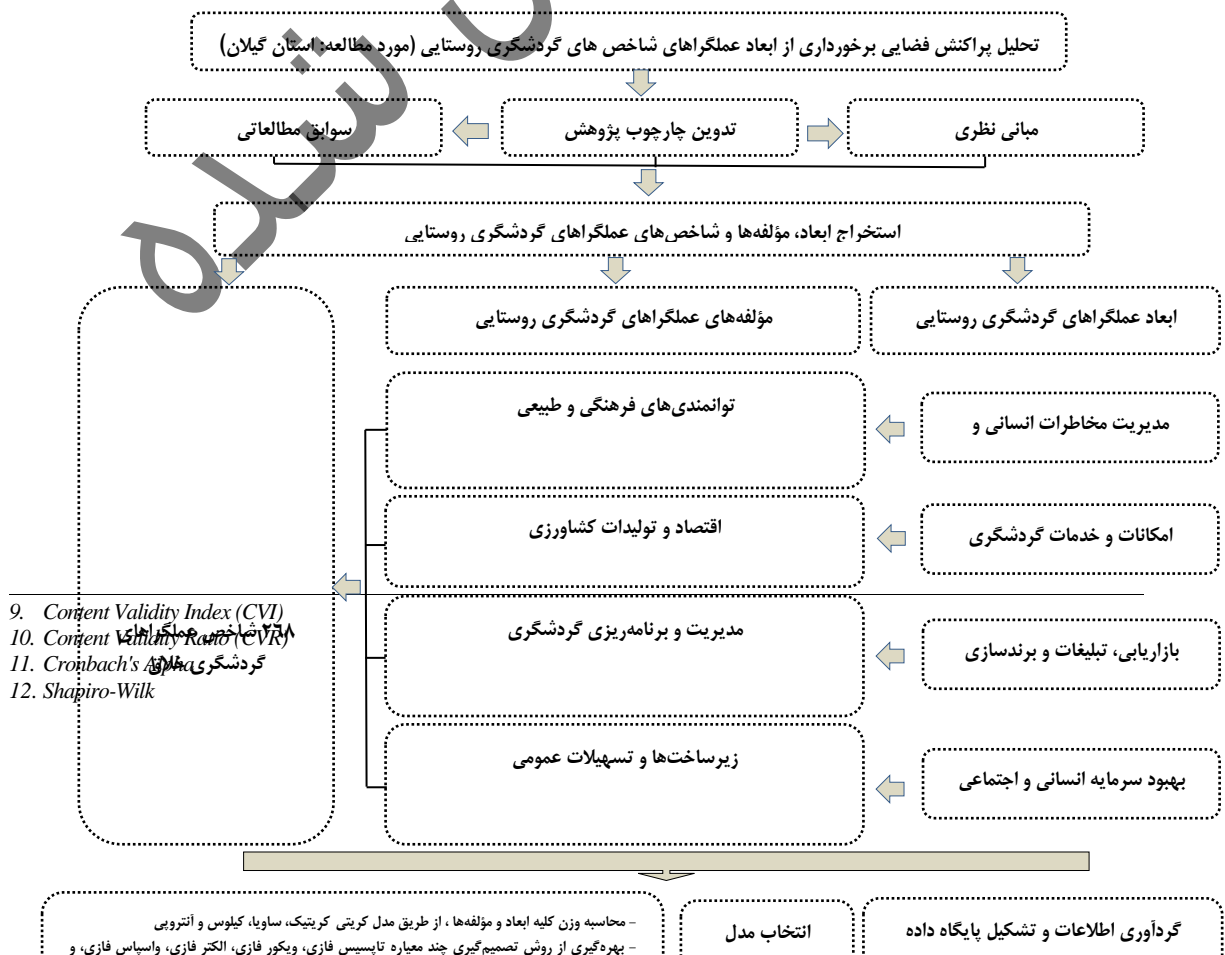 تحلیل پراکنش فضایی برخورداری از ابعاد عملگراهای شاخص های گردشگری روستایی (مورد مطالعه: استان گیلان)
مبانی نظری
تدوین چارچوب پژوهش
سوابق مطالعاتی
استخراج ابعاد، مؤلفه‌ها و شاخص‌های عملگراهای گردشگری روستایی
ابعاد عملگراهای گردشگری روستایی
مؤلفه‌های عملگراهای گردشگری روستایی
مدیریت مخاطرات انسانی و
توانمندی‌های فرهنگی و طبیعی
امکانات و خدمات گردشگری
اقتصاد و تولیدات کشاورزی
بازاریابی، تبلیغات و برندسازی
مدیریت و برنامه‌ریزی گردشگری
بهبود سرمایه انسانی و اجتماعی
زیرساخت‌ها و تسهیلات عمومی
۲۶۸ شاخص عملگراهای
گردشگری خلاق
9. Content Validity Index (CVI)
10. Content Validity Ratio (CVR)
11. Cronbach's Alpha
12. Shapiro-Wilk
گردآوری اطلاعات و تشکیل پایگاه داده
انتخاب مدل
- محاسبه وزن کلیه ابعاد و مؤلفه‌ها ، از طریق مدل کریتی کریتیک، ساویا، کیلوس و آنتروپی
- بهره‌گیری از روش تصمیم‌گیری چند معیاره تاپسیس فازی، ویکور فازی، الکتر فازی، واسپاس فازی، و
شده